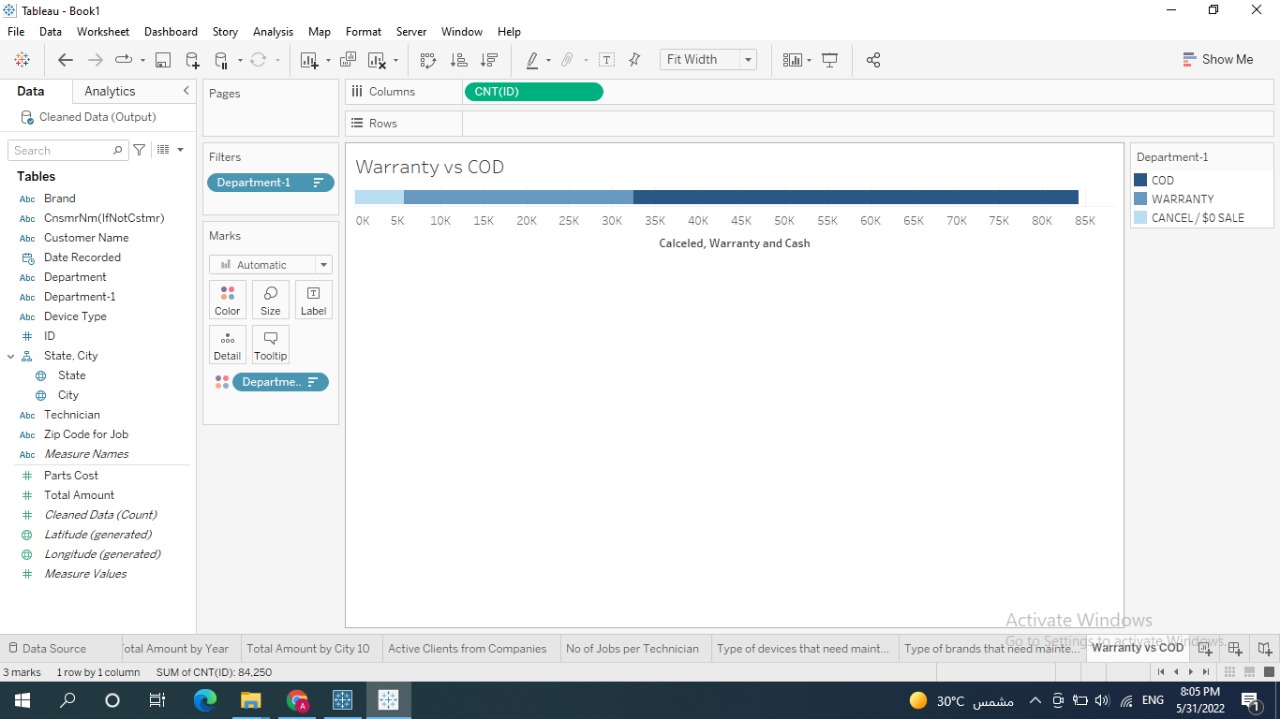 Tableau - Book1
File Data Worksheet Dashboard Story Analysis Map Format Server Window Help
Fit Width
Show Me
Data Analytics
Cleaned Data (Output)
Search
Tables
Abc Brand
Abc CnsmrNm(IfNotCstmr)
Abc Customer Name
Date Recorded
Abc Department
Abc Department-1
Abc Device Type
# ID
State, City
State
City
Abc Technician
Abc Zip Code for Job
Abc Measure Names
# Parts Cost
# Total Amount
# Cleaned Data (Count)
Latitude (generated)
Longitude (generated)
# Measure Values
Pages
Filters
Department-1
Marks
Automatic
Color Size Label
Detail Tooltip
Departme..
Columns CNT(ID)
Rows
Warranty vs COD
0K 5K 10K 15K 20K 25K 30K 35K 40K 45K 50K 55K 60K 65K 70K 75K 80K 85K
Calceled, Warranty and Cash
Department-1
COD
WARRANTY
CANCEL / $0 SALE
Activate Windows
Go to Settings to activate Windows.
Data Source otal Amount by Year Total Amount by City 10 Active Clients from Companies No of Jobs per Technician Type of devices that need maint... Type of brands that need mainte... Warranty vs COD
3 marks 1 row by 1 column SUM of CNT(ID): 84,250
30°C مشمس ENG 8:05 PM
5/31/2022
1